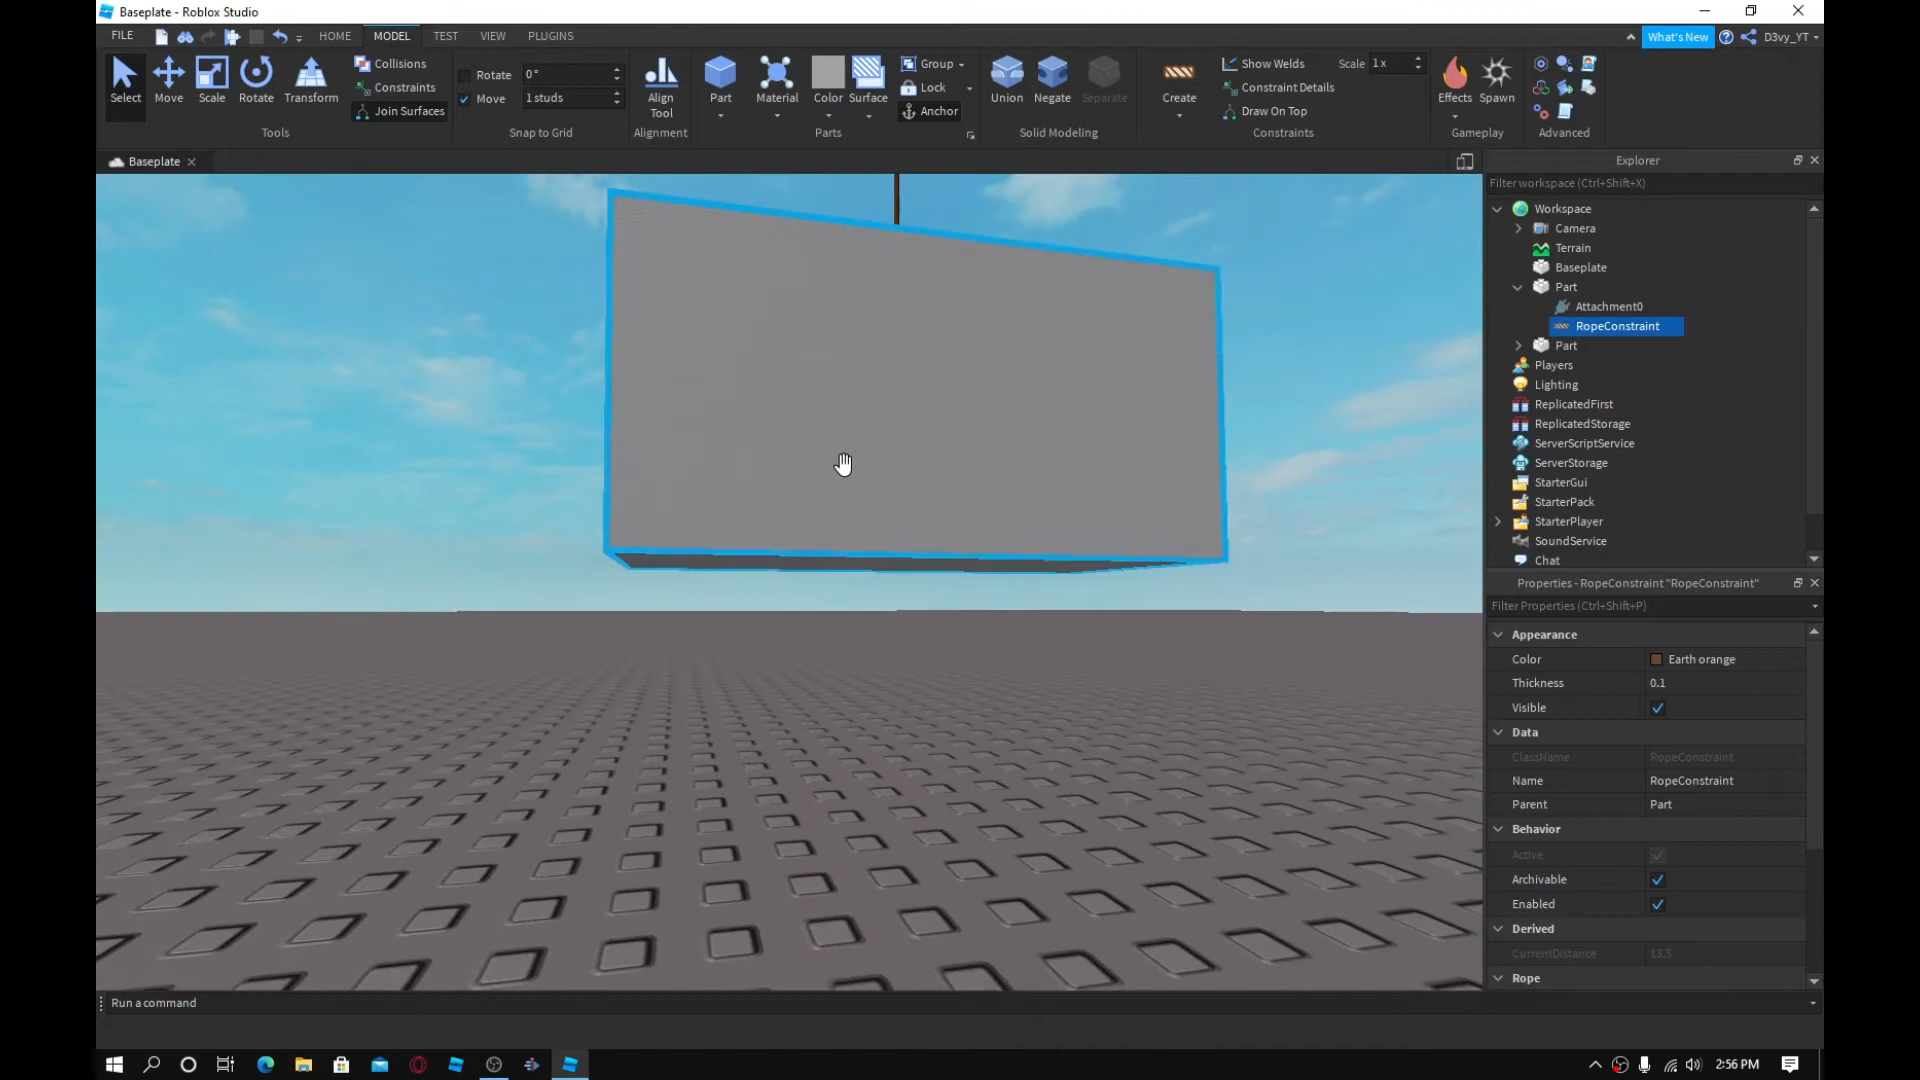 Baseplate - Roblox Studio
FILE
HOME
MODEL
TEST
VIEW
PLUGINS
What's New
D3vy_YT
Select
Move
Scale
Rotate
Transform
Collisions
Constraints
Join Surfaces
Tools
Rotate
0 °
Move
1 studs
Snap to Grid
Align
Tool
Alignment
Part
Material
Color
Surface
Group
Lock
Anchor
Parts
Union
Negate
Separate
Solid Modeling
Create
Show Welds
Scale 1 x
Constraint Details
Draw On Top
Constraints
Effects
Spawn
Gameplay
Advanced
Baseplate
Explorer
Filter workspace (Ctrl+Shift+X)
Workspace
Camera
Terrain
Baseplate
Part
Attachment0
RopeConstraint
Part
Players
Lighting
ReplicatedFirst
ReplicatedStorage
ServerScriptService
ServerStorage
StarterGui
StarterPack
StarterPlayer
SoundService
Chat
Properties - RopeConstraint "RopeConstraint"
Filter Properties (Ctrl+Shift+P)
Appearance
Color Earth orange
Thickness 0.1
Visible
Data
ClassName RopeConstraint
Name RopeConstraint
Parent Part
Behavior
Active
Archivable
Enabled
Derived
CurrentDistance 13.5
Rope
Run a command
2:56 PM